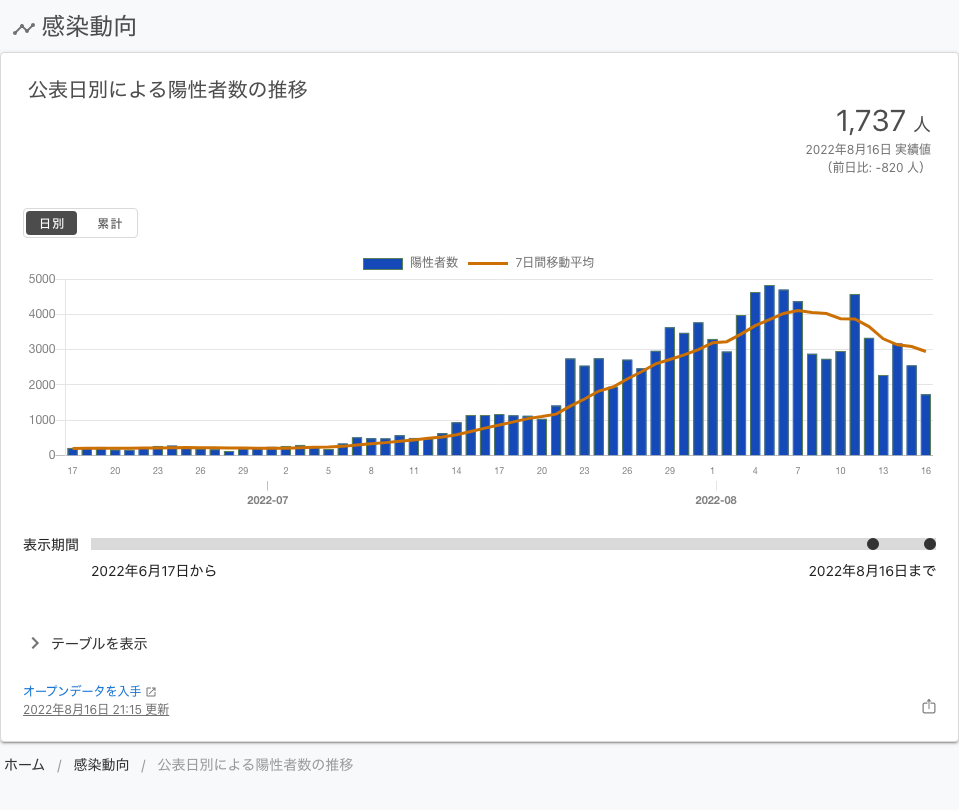 感染動向
公表日別による陽性者数の推移
1,737 人
2022年8月16日 実績値
（前日比: -820 人）
日別 累計
陽性者数 7日間移動平均
5000
4000
3000
2000
1000
0
17 20 23 26 29 2 5 8 11 14 17 20 23 26 29 1 4 7 10 13 16
2022-07 2022-08
表示期間
2022年6月17日から 2022年8月16日まで
テーブルを表示
オープンデータを入手
2022年8月16日 21:15 更新
ホーム / 感染動向 / 公表日別による陽性者数の推移